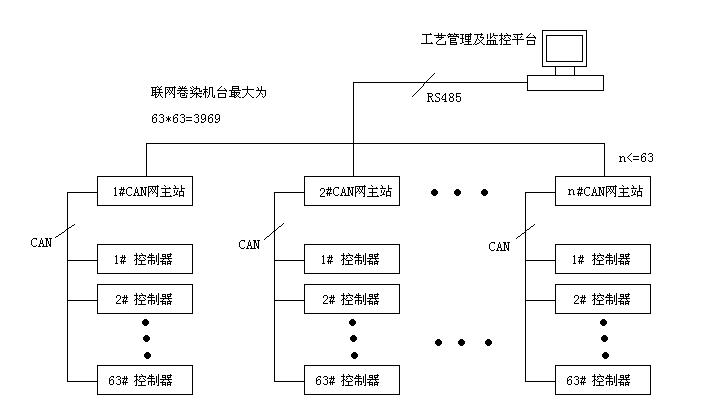 工艺管理及监控平台
联网卷染机台最大为
RS485
63*63=3969
n<=63
1#CAN网主站
2#CAN网主站
n#CAN网主站
CAN
CAN
CAN
1# 控制器
1# 控制器
1# 控制器
2# 控制器
2# 控制器
2# 控制器
63# 控制器
63# 控制器
63# 控制器